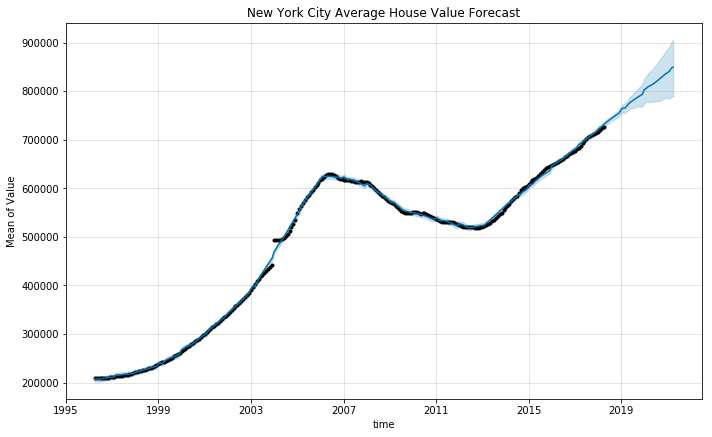 New York City Average House Value Forecast
Mean of Value
900000
800000
700000
600000
500000
400000
300000
200000
1995 1999 2003 2007 2011 2015 2019
time